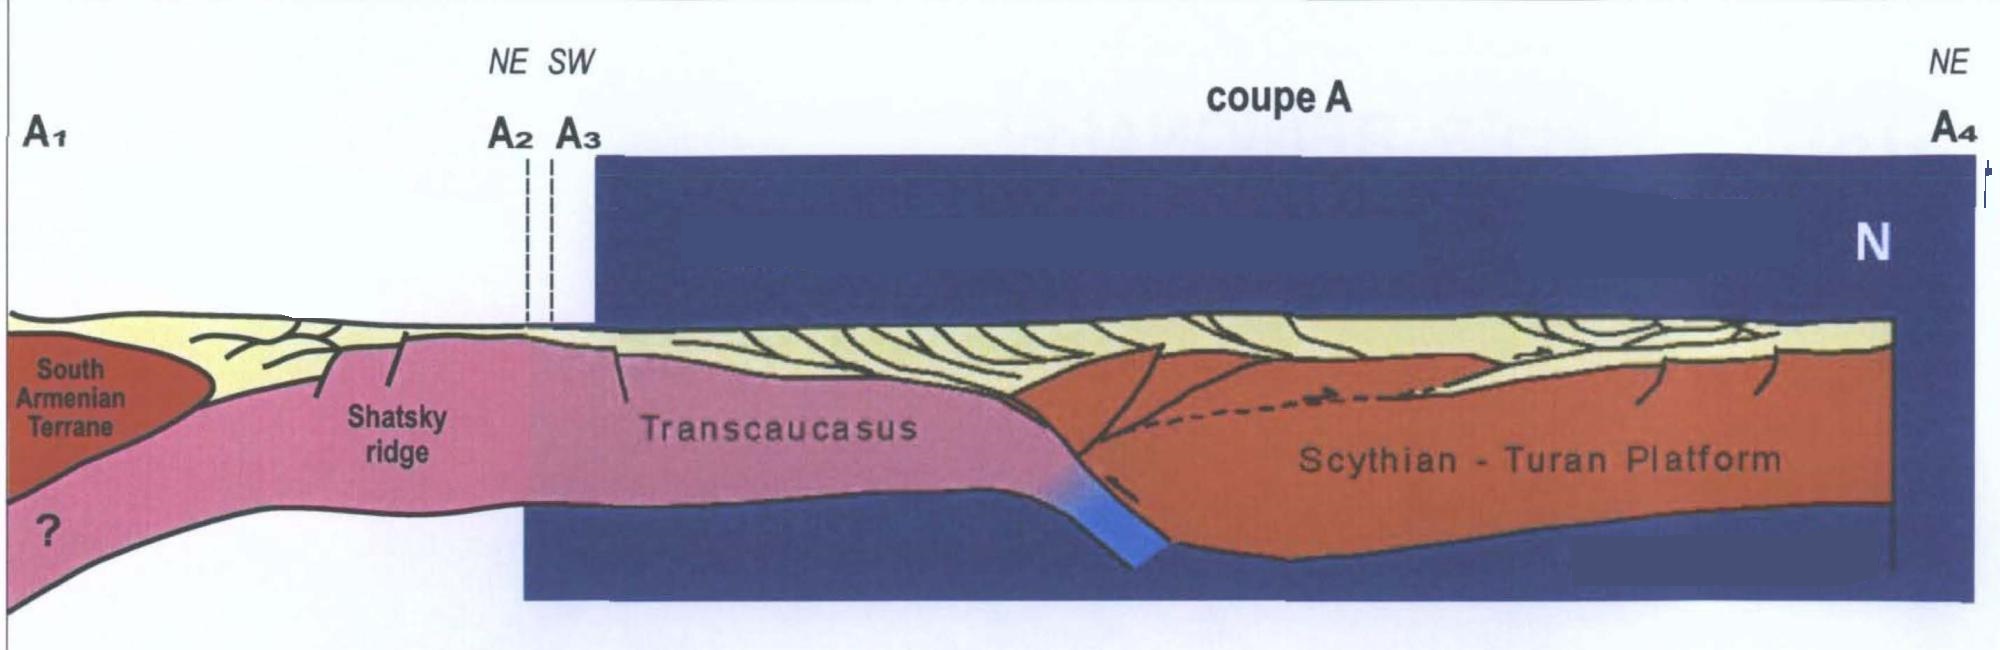 NE SW
NE
coupe A
A1
A2 A3
A4
N
South
Armenian
Terrane
Shatsky
ridge
Transcaucasus
Scythian - Turan Platform
?